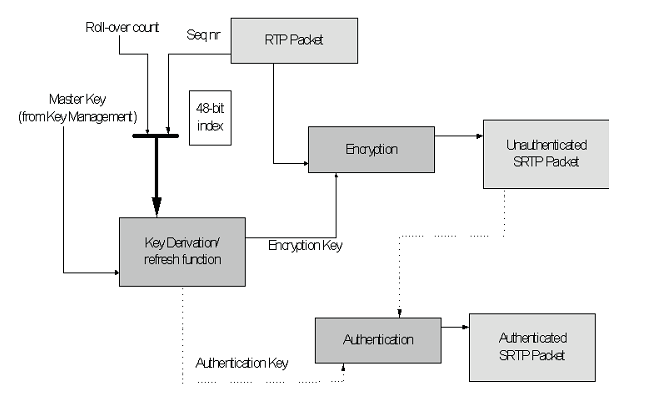 Roll-over count
Seq nr
RTP Packet
Master Key
(from Key Management)
48-bit
index
Encryption
Unauthenticated
SRTP Packet
Key Derivation/
refresh function
Encryption Key
Authentication
Authenticated
SRTP Packet
Authentication Key